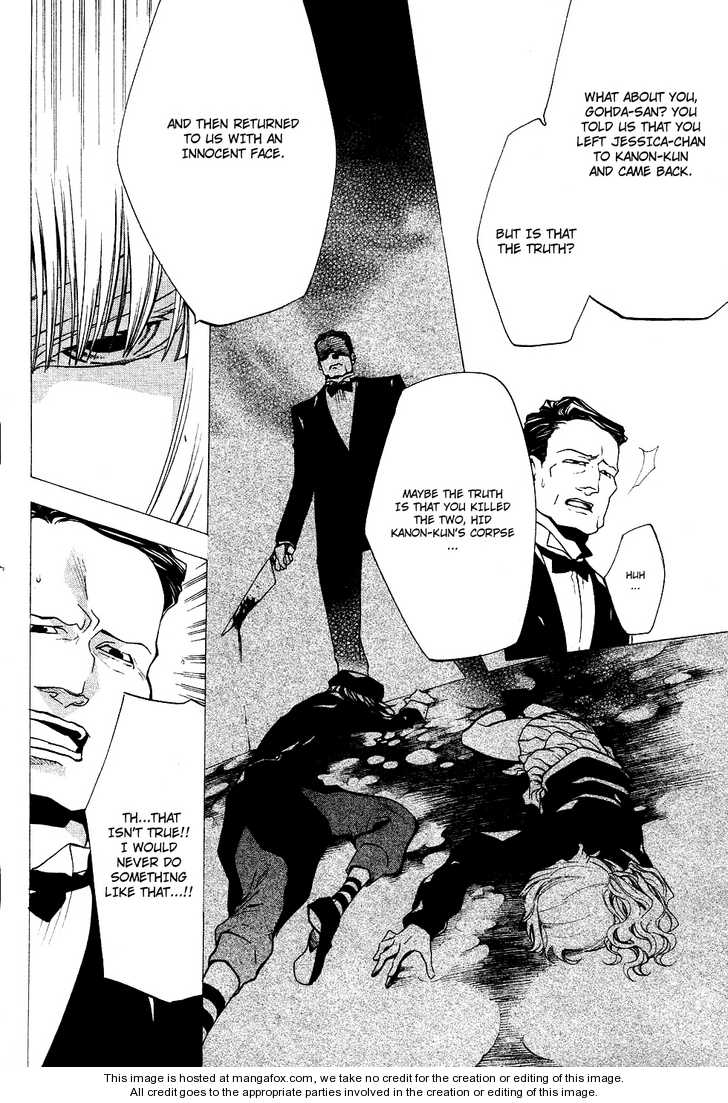 WHAT ABOUT YOU,
GOHDA-SAN? YOU
TOLD US THAT YOU
LEFT JESSICA-CHAN
TO KANON-KUN
AND CAME BACK.
BUT IS THAT
THE TRUTH?
HUH
...
MAYBE THE TRUTH
IS THAT YOU KILLED
THE TWO, HID
KANON-KUN'S CORPSE
...
AND THEN RETURNED
TO US WITH AN
INNOCENT FACE.
TH...THAT
ISN'T TRUE!!
I WOULD
NEVER DO
SOMETHING
LIKE THAT...!!
This image is hosted at mangafox.com, we take no credit for the creation or editing of this image.
All credit goes to the appropriate parties involved in the creation or editing of this image.